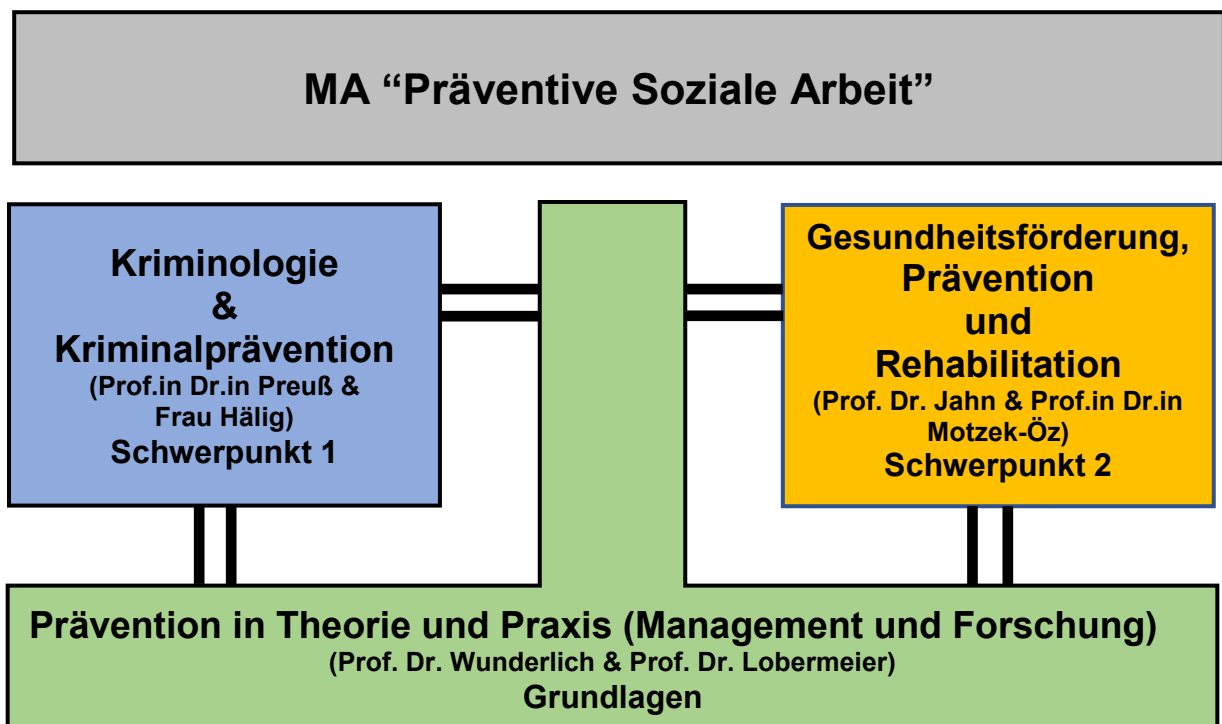 MA “Präventive Soziale Arbeit”
Kriminologie
&
Kriminalprävention
(Prof.in Dr.in Preuß &
Frau Hälig)
Schwerpunkt 1
Gesundheitsförderung,
Prävention
und
Rehabilitation
(Prof. Dr. Jahn & Prof.in Dr.in
Motzek-Öz)
Schwerpunkt 2
Prävention in Theorie und Praxis (Management und Forschung)
(Prof. Dr. Wunderlich & Prof. Dr. Lobermeier)
Grundlagen